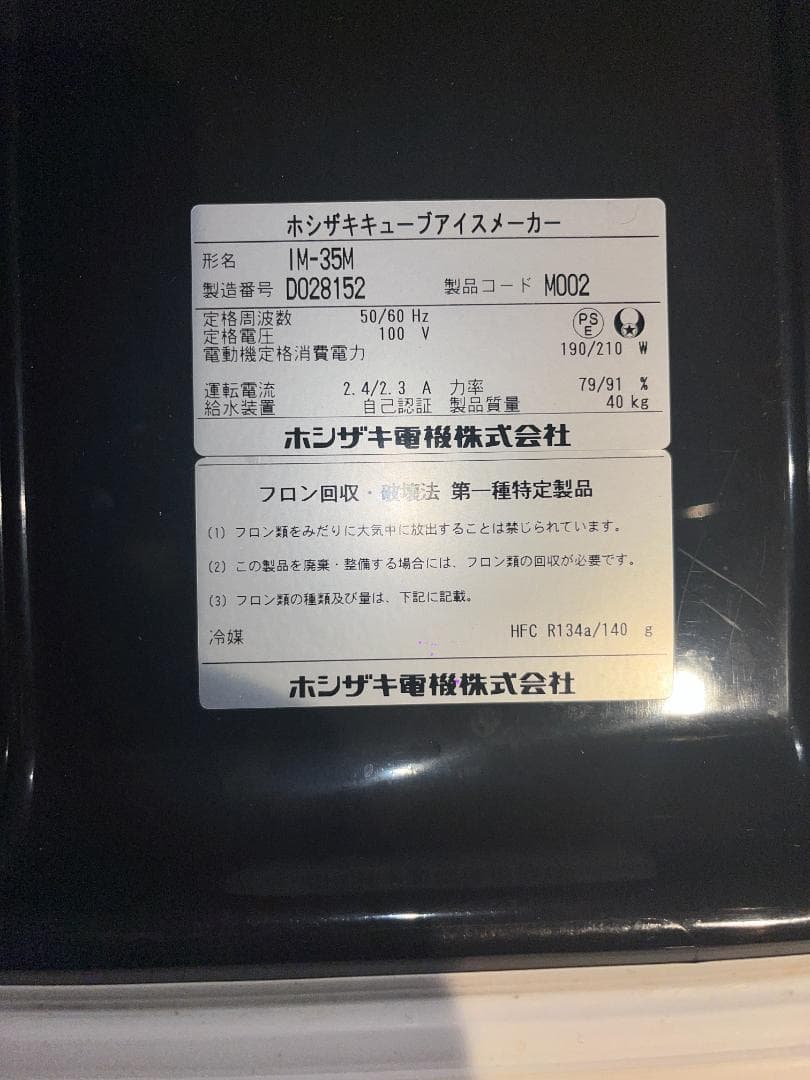 ホシザキキューブアイスメーカー
形名 IM-35M
製造番号 D028152 製品コード M002
定格周波数 50/60 Hz
定格電圧 100 V
PS E
電動機定格消費電力 190/210 W
運転電流 2.4/2.3 A 力率 79/91 %
給水装置 自己認証 製品質量 40 kg
ホシザキ電機株式会社
フロン回収・破壊法 第一種特定製品
(1) フロン類をみだりに大気中に放出することは禁じられています。
(2) この製品を廃棄・整備する場合には、フロン類の回収が必要です。
(3) フロン類の種類及び量は、下記に記載。
冷媒 HFC R134a/140 g
ホシザキ電機株式会社